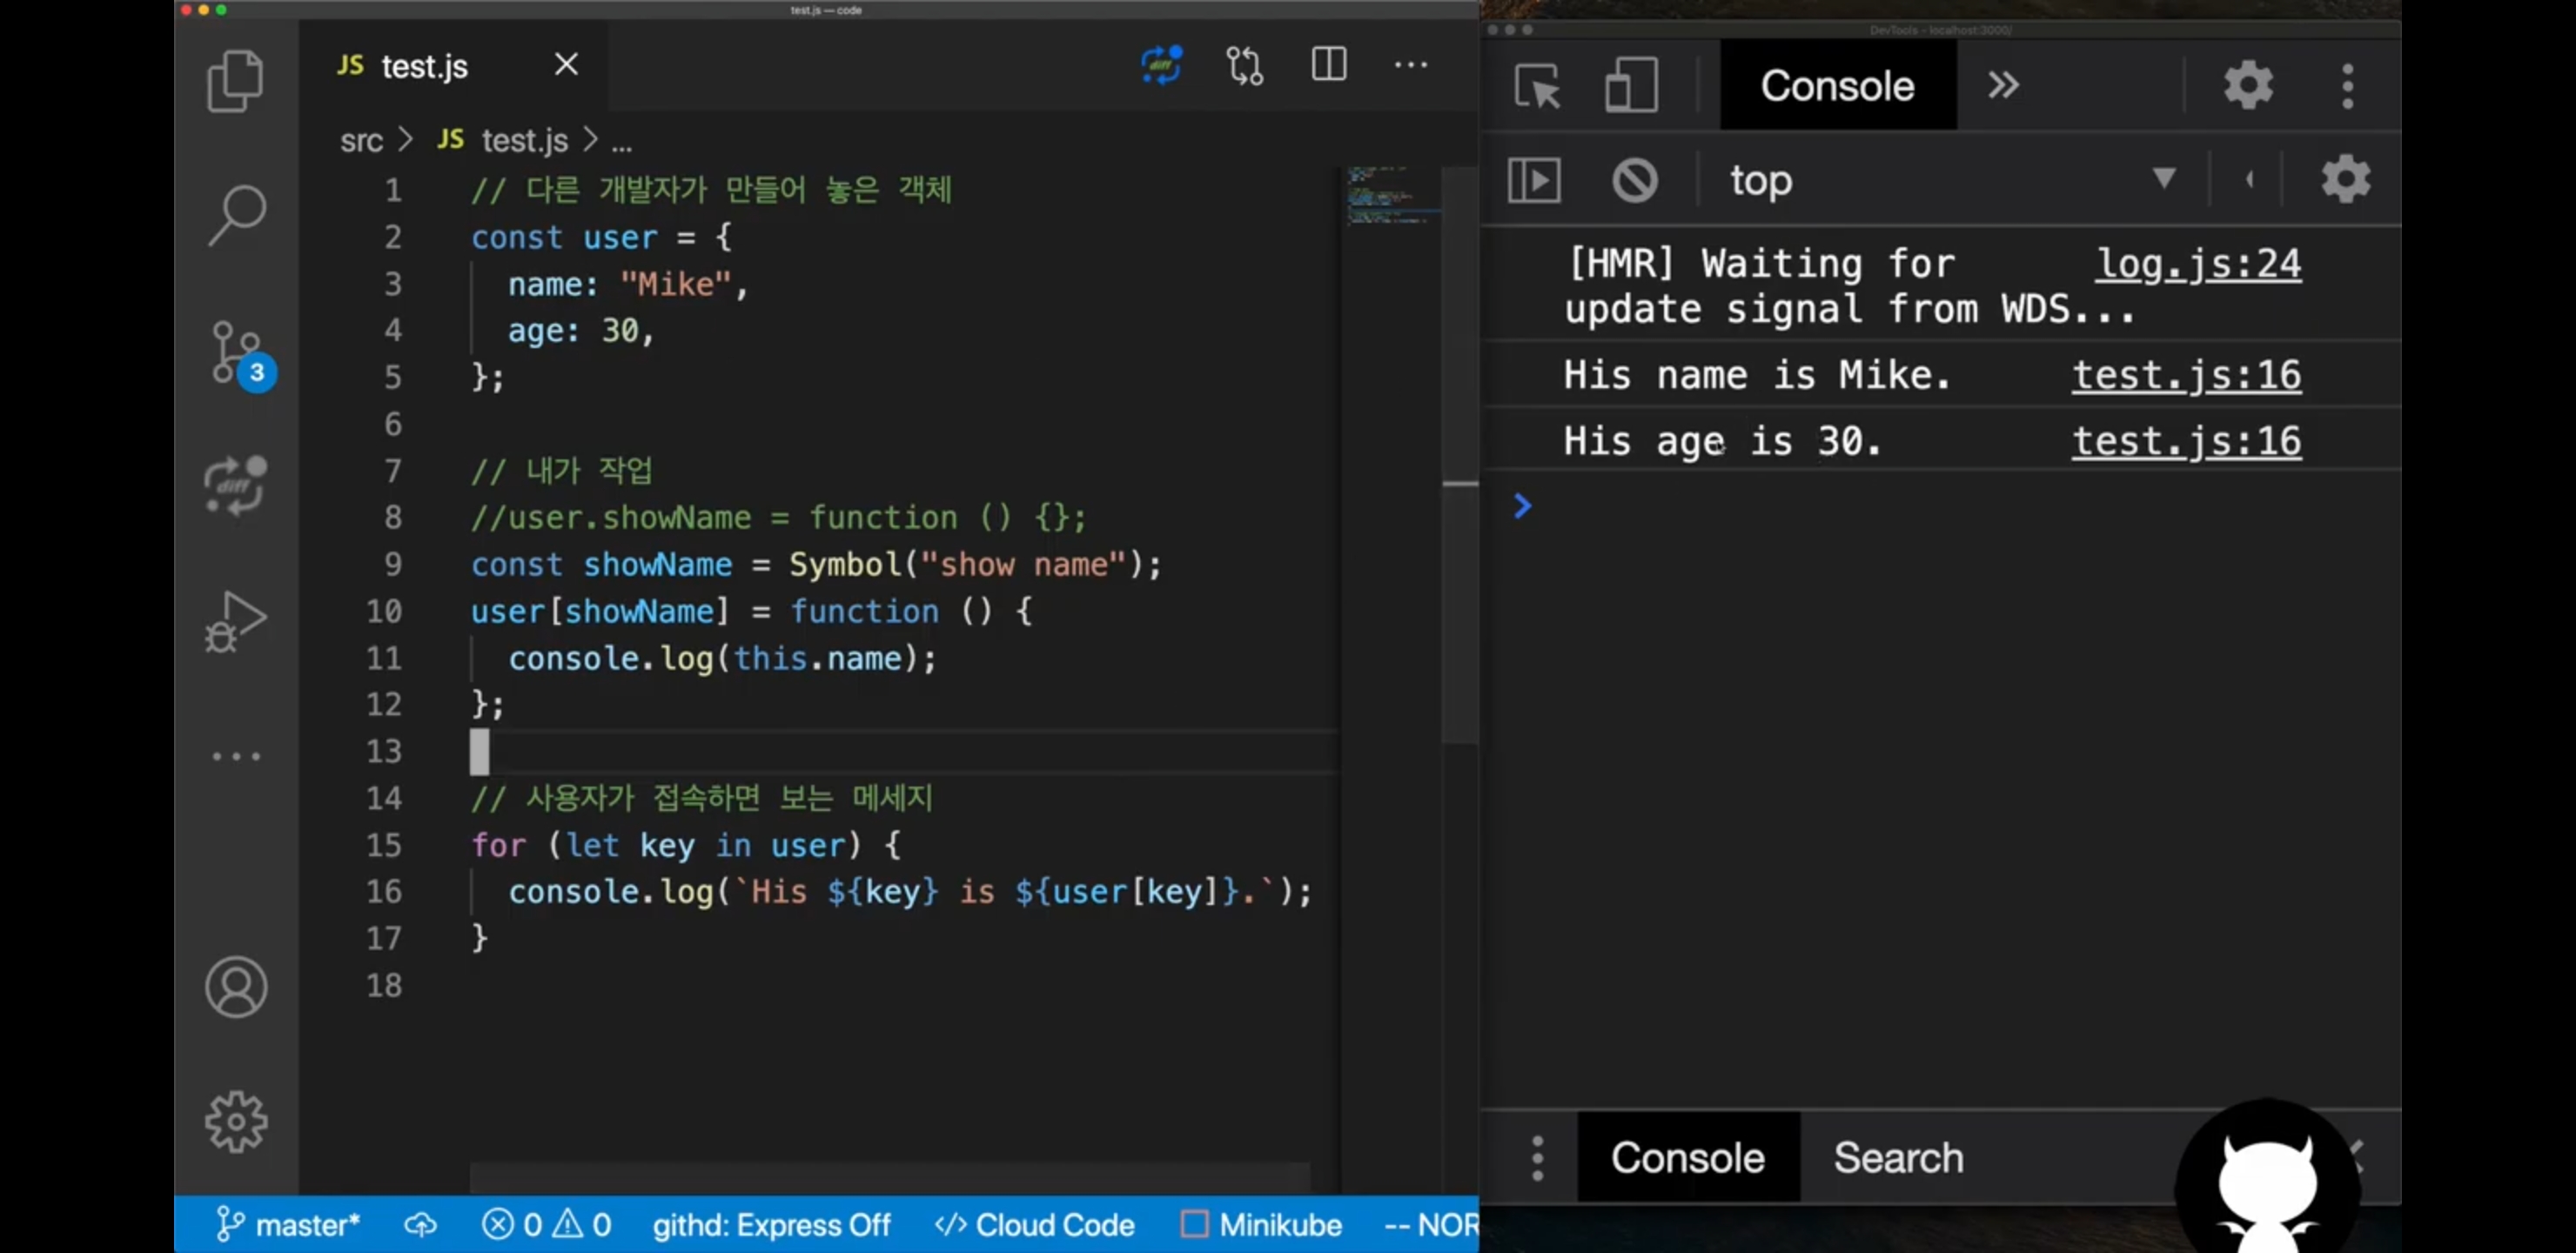 test.js — code
JS test.js
src > JS test.js > ...
1 // 다른 개발자가 만들어 놓은 객체
2 const user = {
3 name: "Mike",
4 age: 30,
5 };
6
7 // 내가 작업
8 //user.showName = function () {};
9 const showName = Symbol("show name");
10 user[showName] = function () {
11 console.log(this.name);
12 };
13
14 // 사용자가 접속하면 보는 메세지
15 for (let key in user) {
16 console.log(`His ${key} is ${user[key]}.`);
17 }
18
3
diff
diff
master*
0 0
githd: Express Off
</> Cloud Code
Minikube
-- NOR
DevTools - localhost:3000/
Console
top
[HMR] Waiting for log.js:24
update signal from WDS...
His name is Mike. test.js:16
His age is 30. test.js:16
Console Search